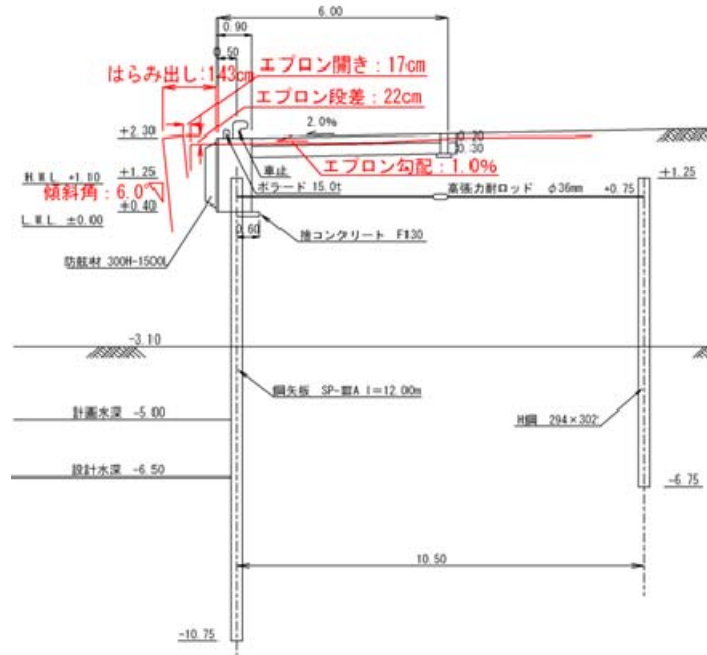 6.00
0.90
0.50
エプロン開き：17cm
はらみ出し：143cm
エプロン段差：22cm
+2.30
2.0%
0.20
0.30
エプロン勾配：1.0%
車止
H.W.L. +1.10
+1.25
傾斜角：6.0°
ボラード 15.0t
高張力耐ロッド φ36mm
+0.75
+1.25
+0.40
L.W.L. ±0.00
0.60
捨コンクリート F130
防舷材 300H-1500L
-3.10
鋼矢板 SP-ⅢA l=12.00m
計画水深 -5.00
H鋼 294×302
設計水深 -6.50
-6.75
10.50
-10.75